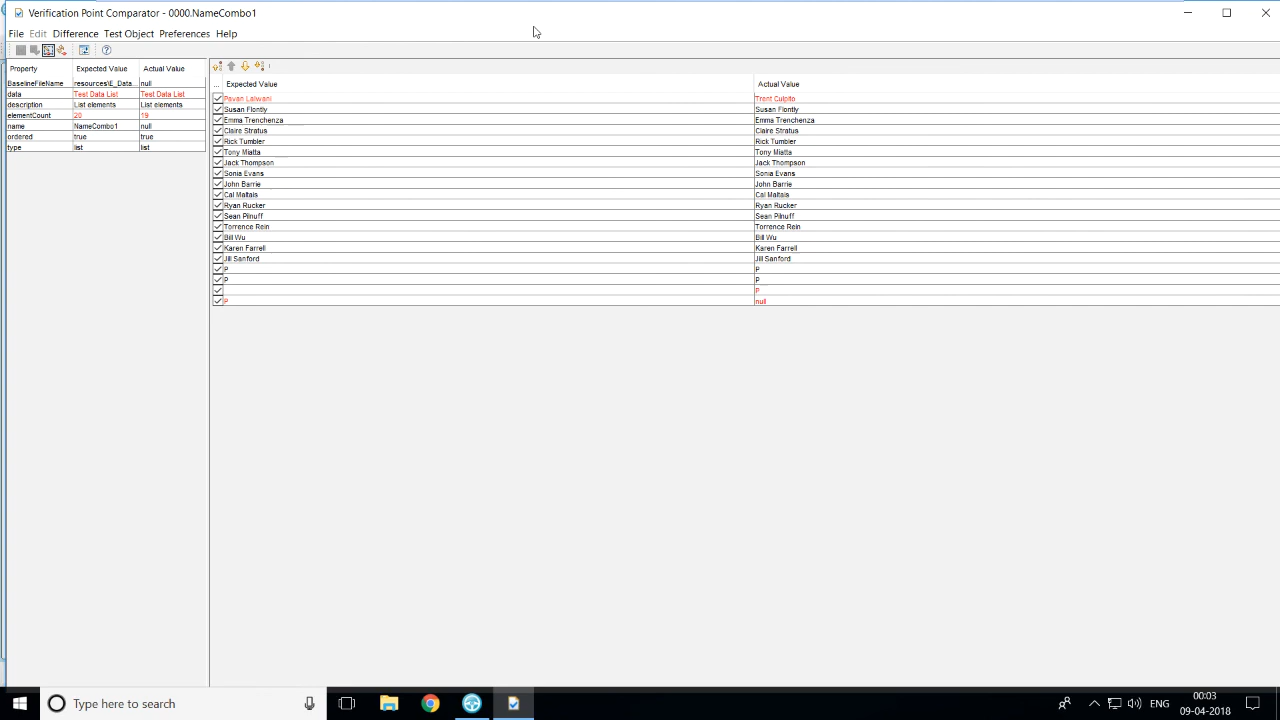 Verification Point Comparator - 0000.NameCombo1
File Edit Difference Test Object Preferences Help
Property Expected Value Actual Value
BaselineFileName resources\E_Data... null
data Test Data List Test Data List
description List elements List elements
elementCount 20 19
name NameCombo1 null
ordered true true
type list list
... Expected Value Actual Value
Pavan Lalwani Trent Culpito
Susan Flontly Susan Flontly
Emma Trenchenza Emma Trenchenza
Claire Stratus Claire Stratus
Rick Tumbler Rick Tumbler
Tony Miatta Tony Miatta
Jack Thompson Jack Thompson
Sonia Evans Sonia Evans
John Barrie John Barrie
Cal Maltais Cal Maltais
Ryan Rucker Ryan Rucker
Sean Pilnuff Sean Pilnuff
Torrence Rein Torrence Rein
Bill Wu Bill Wu
Karen Farrell Karen Farrell
Jill Sanford Jill Sanford
P P
P P
P
P null
Type here to search
ENG
00:03
09-04-2018